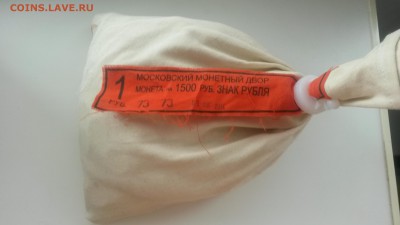 COINS.LAVE.RU
МОСКОВСКИЙ МОНЕТНЫЙ ДВОР
1 МОНЕТА 1500 РУБ. ЗНАК РУБЛЯ
РУБ